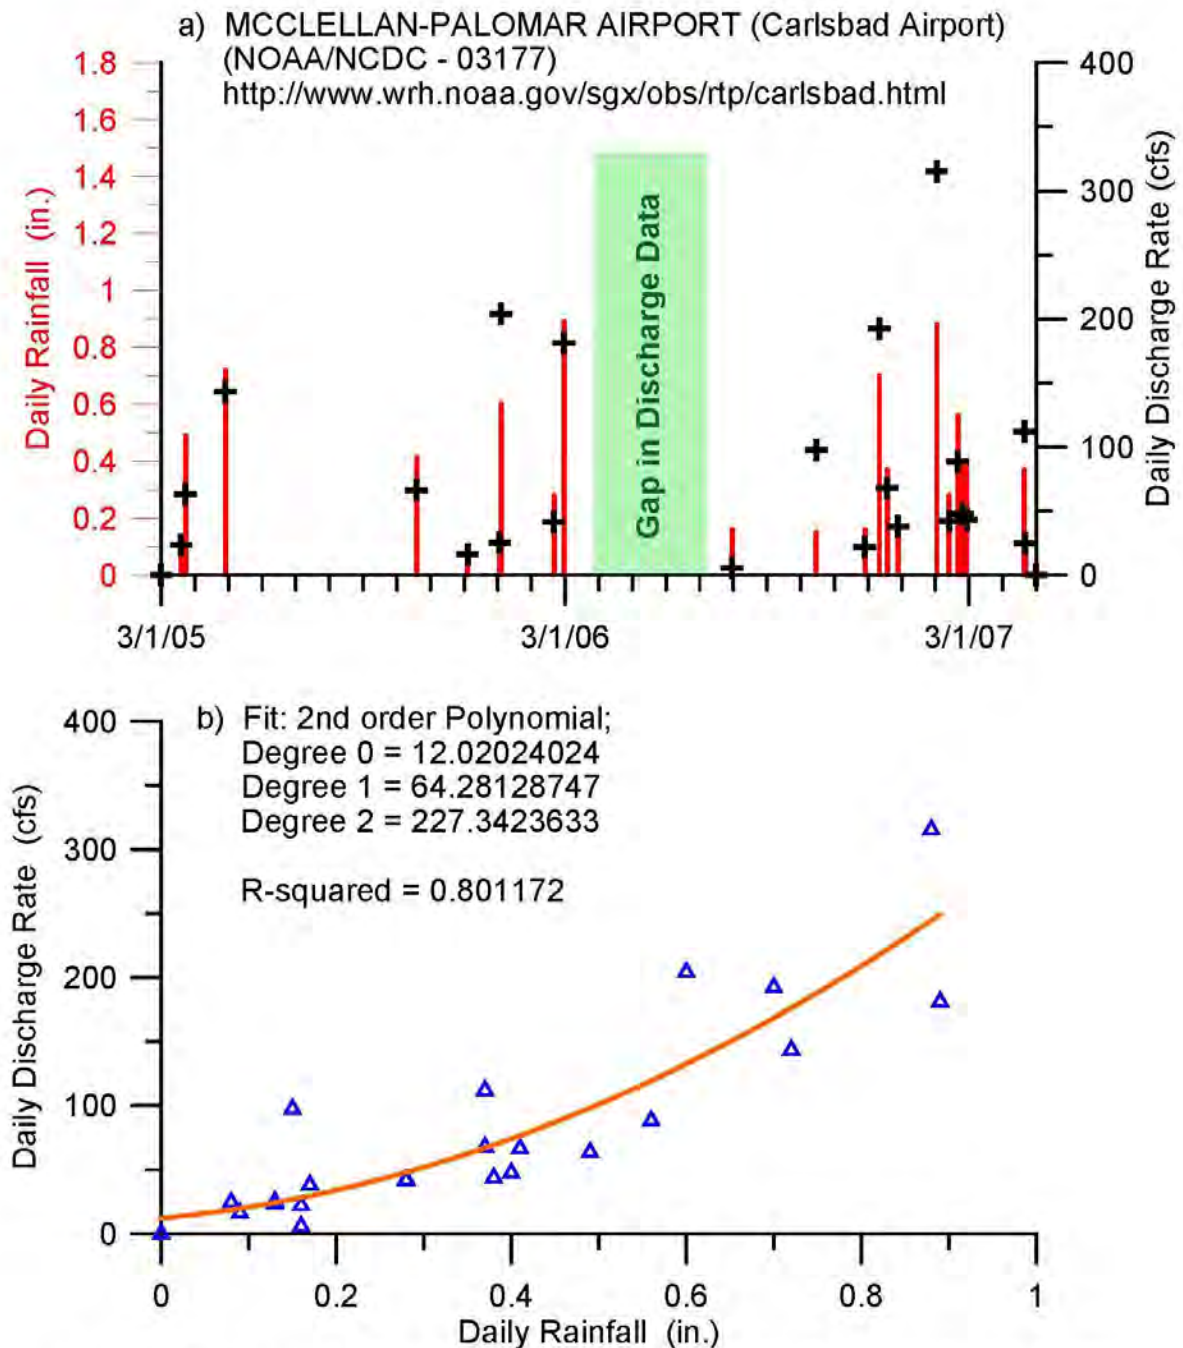 a) MCCLELLAN-PALOMAR AIRPORT (Carlsbad Airport)
(NOAA/NCDC - 03177)
http://www.wrh.noaa.gov/sgx/obs/rtp/carlsbad.html
Daily Rainfall (in.)
1.8
1.6
1.4
1.2
1
0.8
0.6
0.4
0.2
0
Gap in Discharge Data
400
300
200
100
0
Daily Discharge Rate (cfs)
3/1/05
3/1/06
3/1/07
b) Fit: 2nd order Polynomial;
Degree 0 = 12.02024024
Degree 1 = 64.28128747
Degree 2 = 227.3423633
R-squared = 0.801172
Daily Discharge Rate (cfs)
400
300
200
100
0
0
0.2
0.4
0.6
0.8
1
Daily Rainfall (in.)